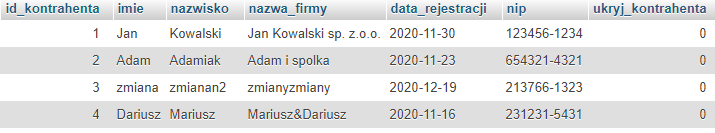 id_kontrahenta imie nazwisko nazwa_firmy data_rejestracji nip ukryj_kontrahenta
1 Jan Kowalski Jan Kowalski sp. z.o.o. 2020-11-30 123456-1234 0
2 Adam Adamiak Adam i spolka 2020-11-23 654321-4321 0
3 zmiana zmianan2 zmianyzmiany 2020-12-19 213766-1323 0
4 Dariusz Mariusz Mariusz&Dariusz 2020-11-16 231231-5431 0